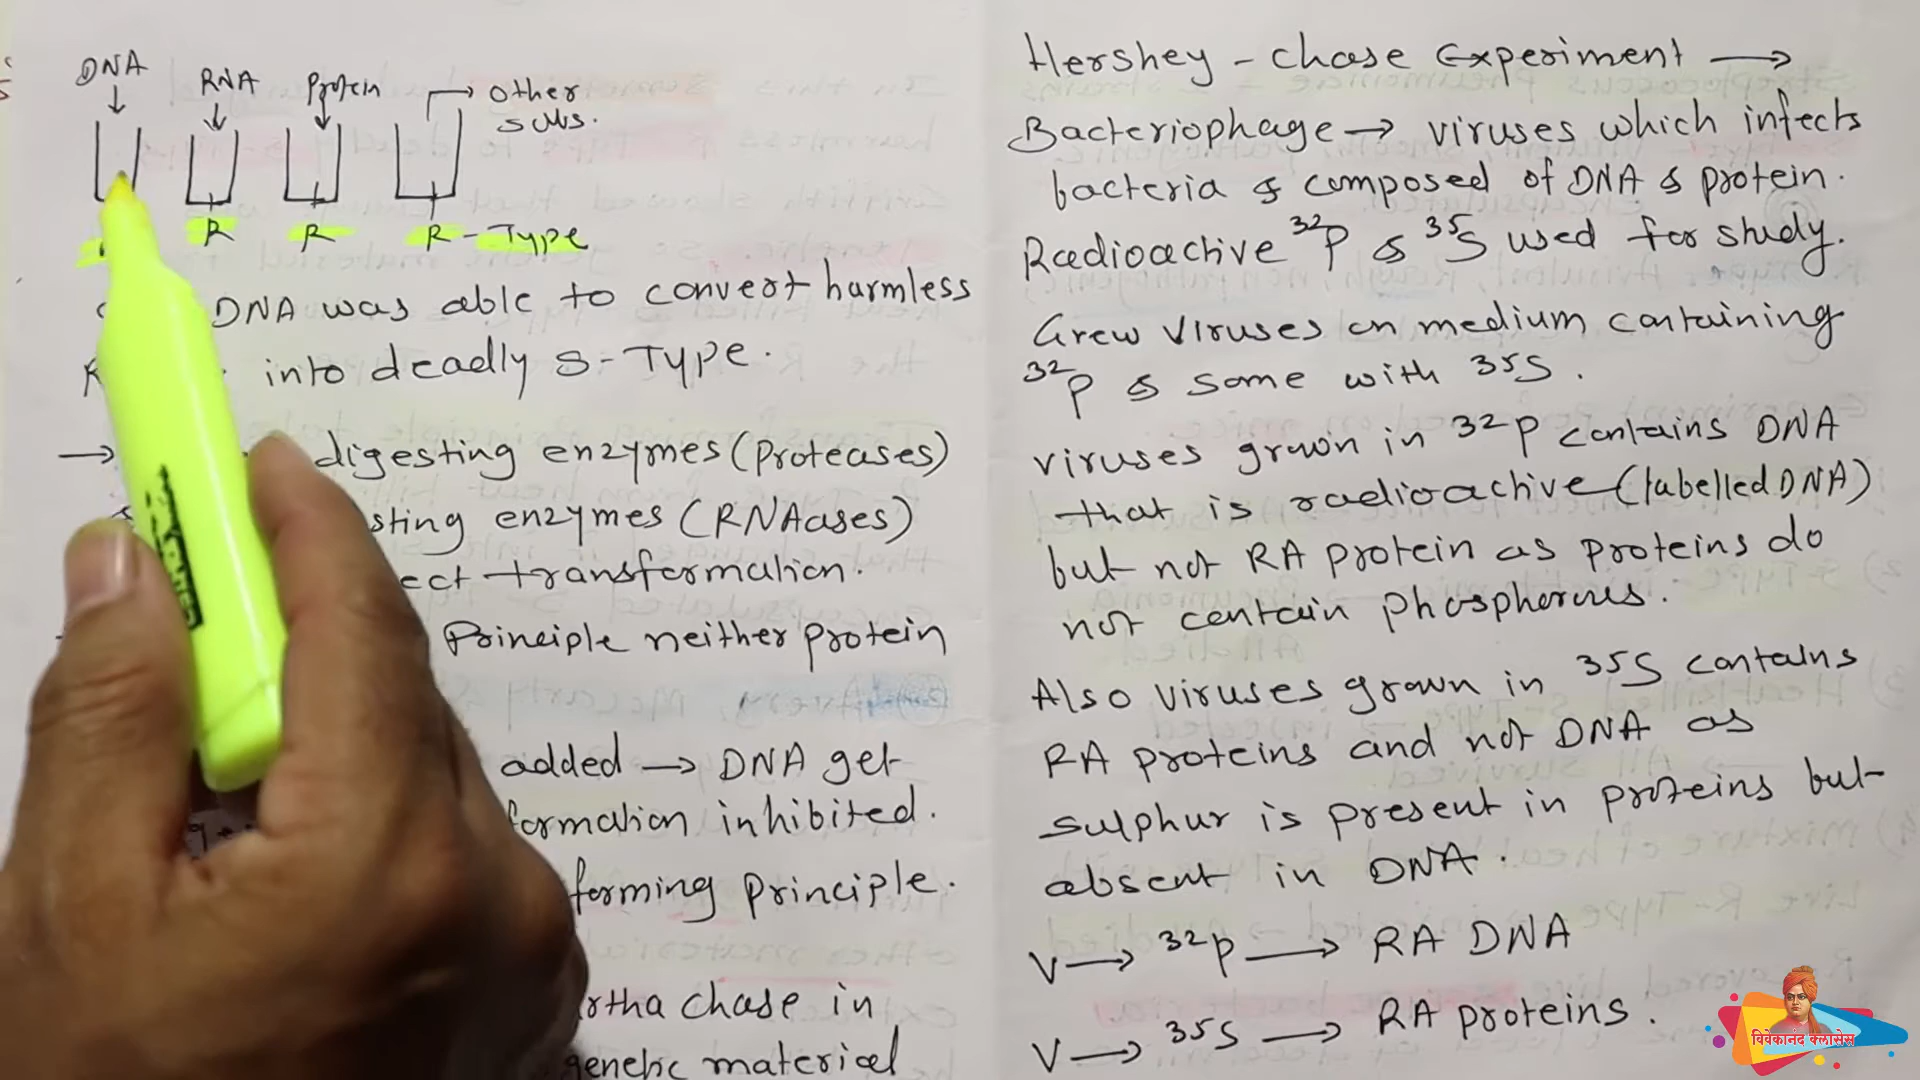 DNA
RNA
Protein
Other
subs.
R
R
R-Type
DNA was able to convert harmless
into deadly S-Type.
→ digesting enzymes (Proteases)
sting enzymes (RNAases)
ect transformation.
Principle neither protein
added → DNA get
formation inhibited.
forming principle.
rtha chase in
genetic material
Hershey - Chase Experiment →
Bacteriophage → viruses which infects
bacteria & composed of DNA & protein.
Radioactive 32P & 35S used for study.
Grew viruses on medium containing
32P & some with 35S.
viruses grown in 32P contains DNA
that is radioactive (labelled DNA)
but not RA protein as proteins do
not contain phosphorus.
Also viruses grown in 35S contains
RA proteins and not DNA as
sulphur is present in proteins but
absent in DNA.
V → 32P → RA DNA
V → 35S → RA proteins.
विवेकानंद क्लासेस